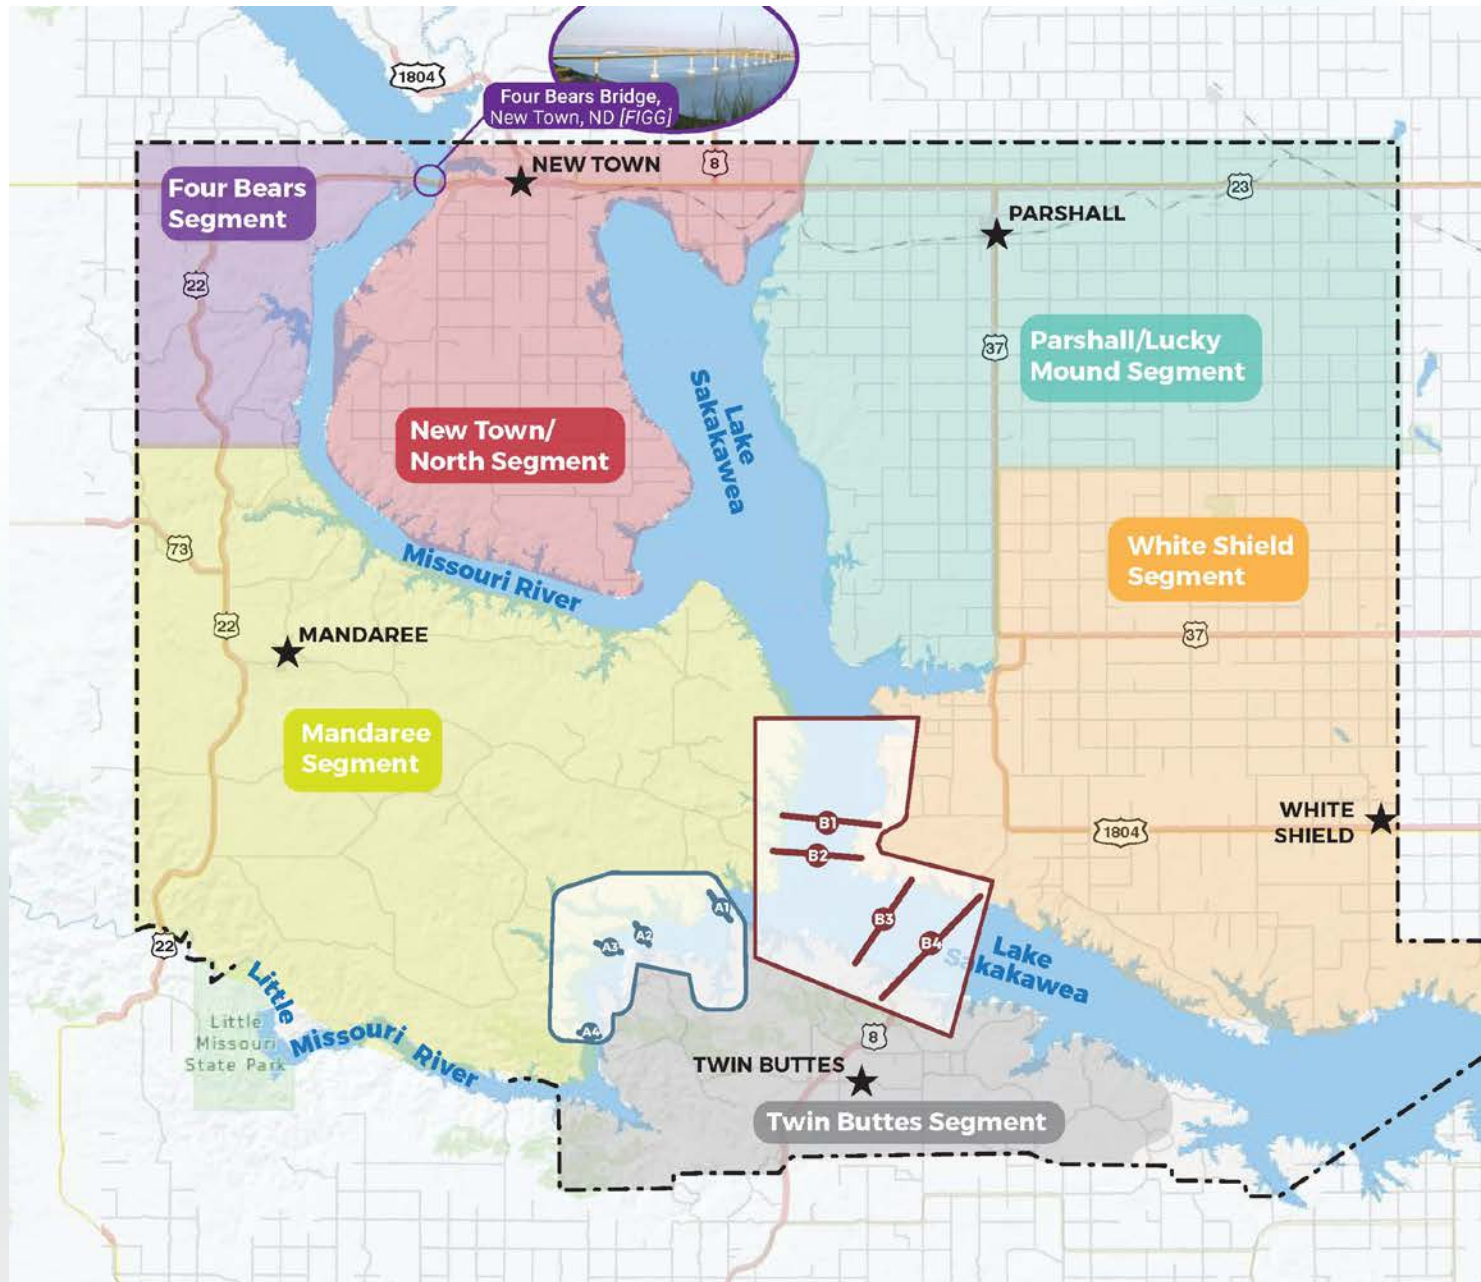 1804
Four Bears Bridge,
New Town, ND [FIGG]
NEW TOWN
8
Four Bears
Segment
23
PARSHALL
22
37
Parshall/Lucky
Mound Segment
Lake
Sakakawea
New Town/
North Segment
White Shield
Segment
73
Missouri River
22
MANDAREE
37
Mandaree
Segment
B1
B2
WHITE
SHIELD
1804
A1
A2
A3
B3
B4
22
Lake
Sakakawea
Little
Missouri River
Little
Missouri
State Park
A4
8
TWIN BUTTES
Twin Buttes Segment